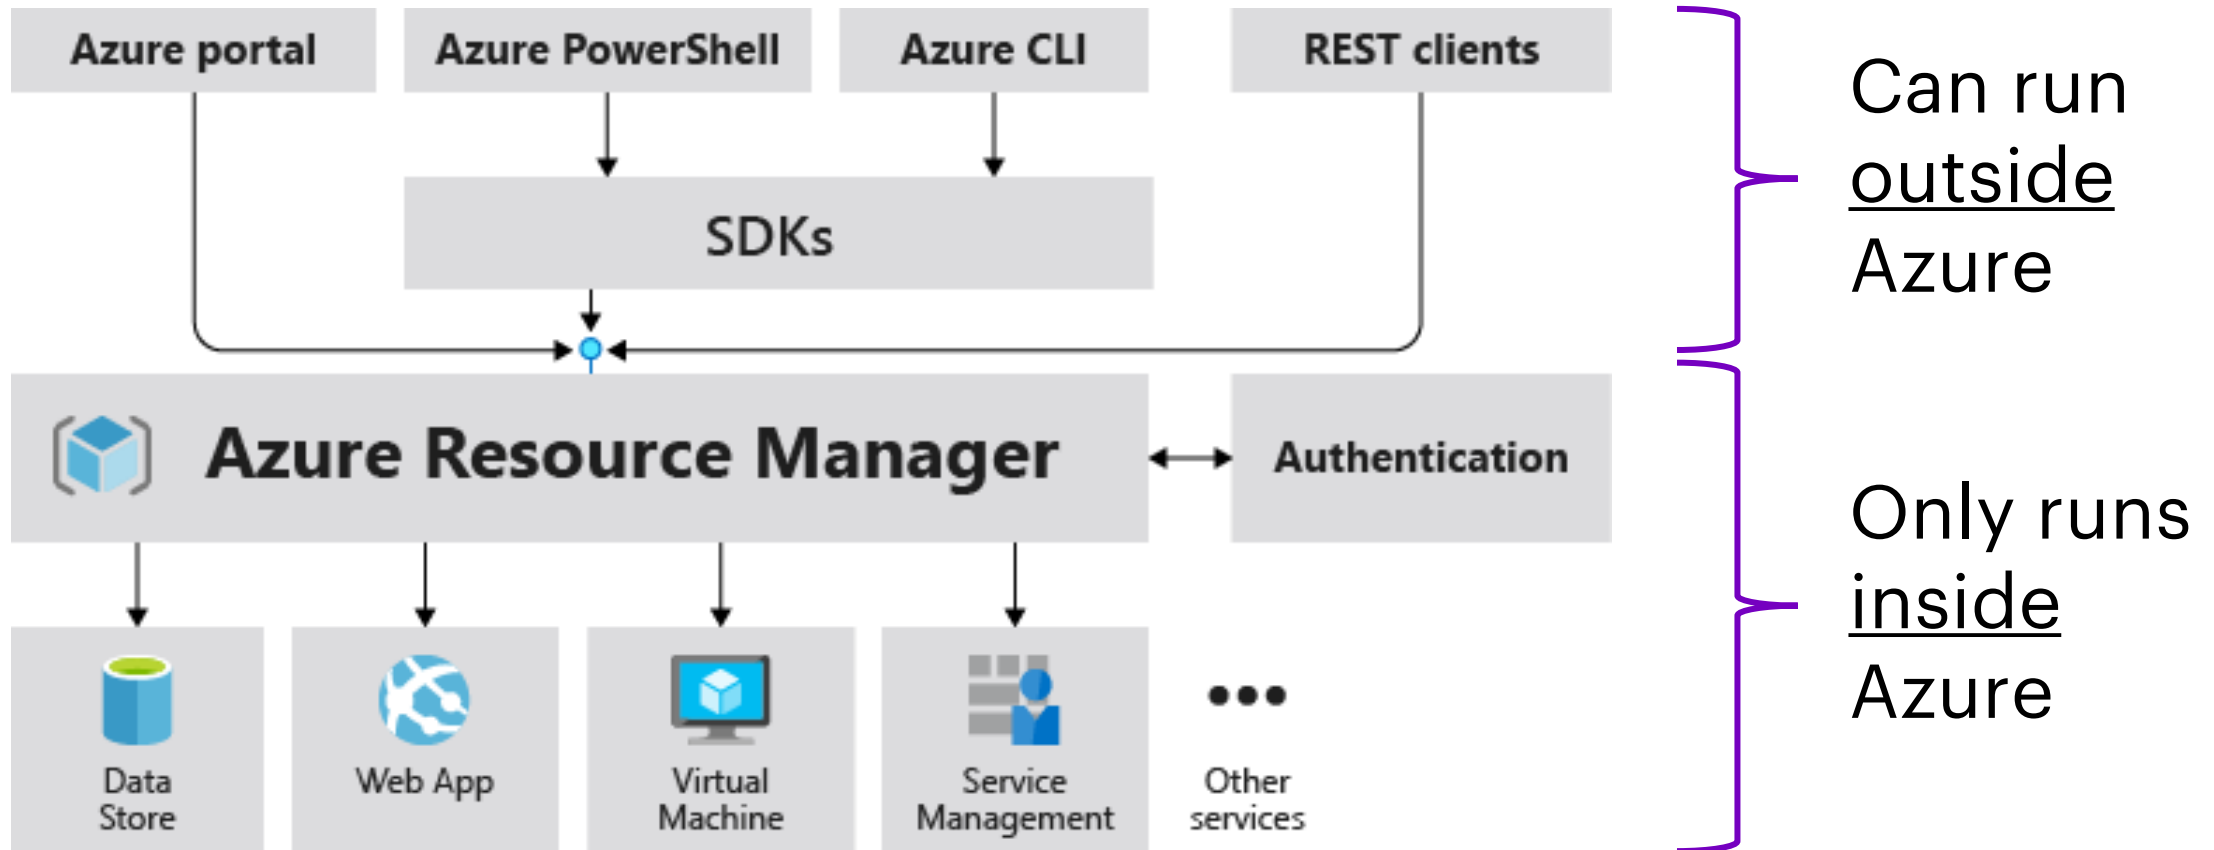 Azure portal
Azure PowerShell
Azure CLI
REST clients
SDKs
Can run
outside
Azure
Azure Resource Manager
Authentication
Data
Store
Web App
Virtual
Machine
Service
Management
Other
services
Only runs
inside
Azure